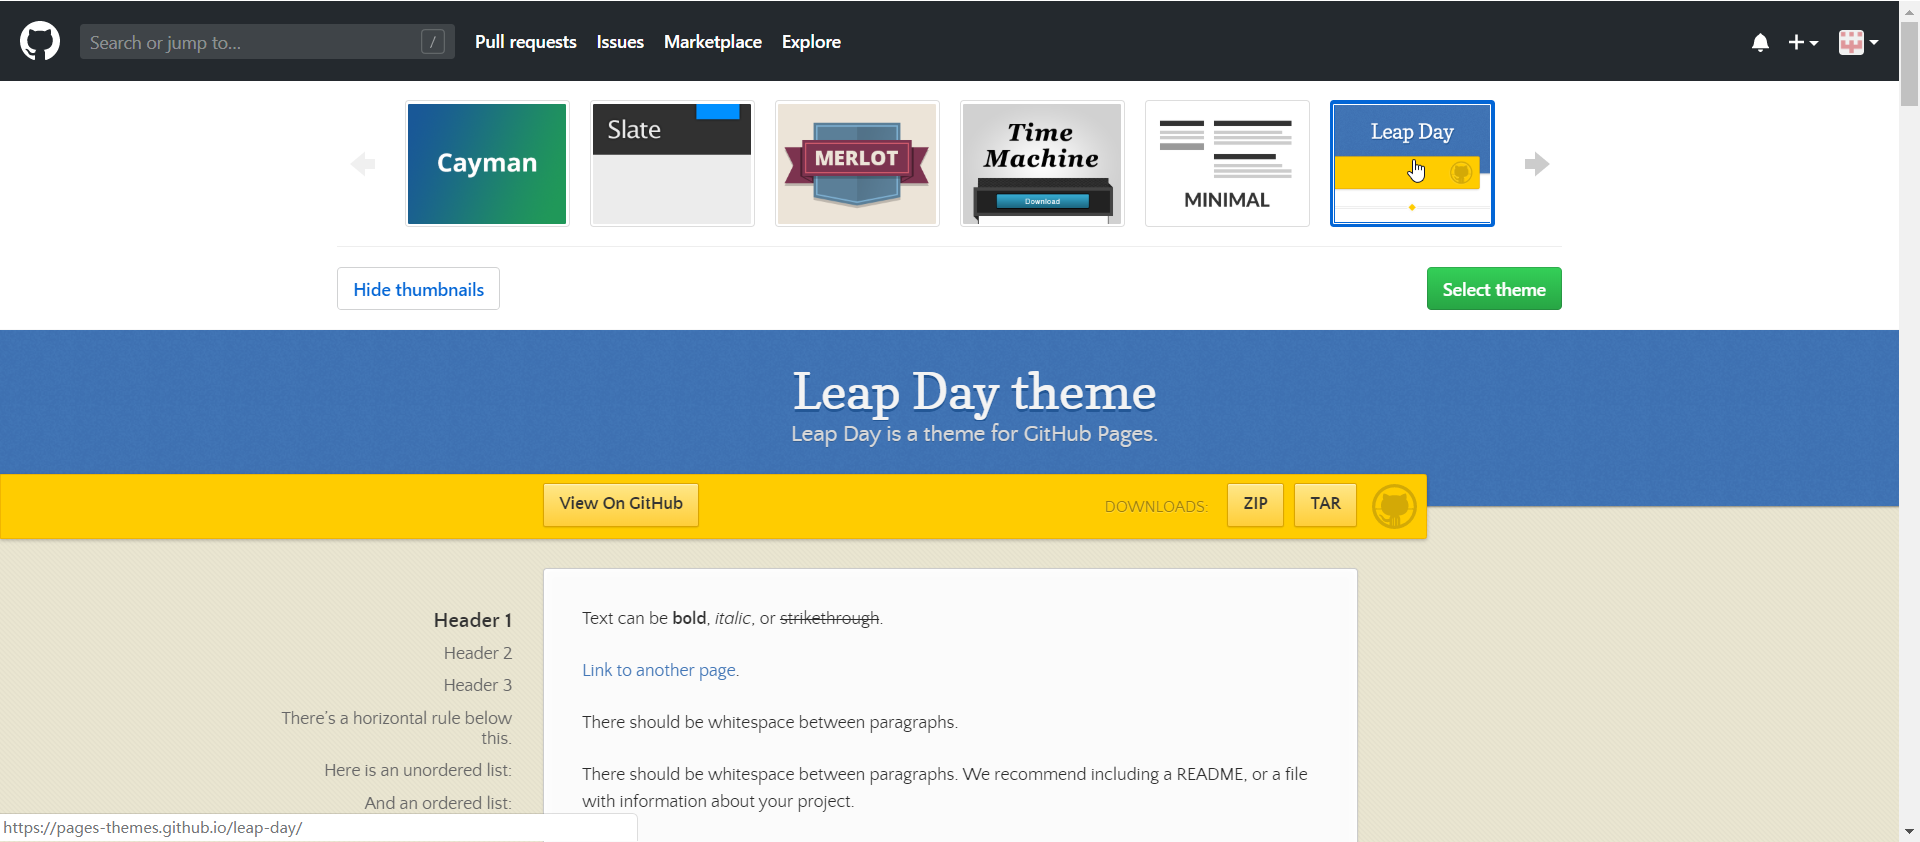 Search or jump to... / Pull requests Issues Marketplace Explore
Cayman
Slate
MERLOT
Time
Machine
Download
MINIMAL
Leap Day
Hide thumbnails
Select theme
Leap Day theme
Leap Day is a theme for GitHub Pages.
View On GitHub
DOWNLOADS: ZIP TAR
Header 1
Header 2
Header 3
There's a horizontal rule below
this.
Here is an unordered list:
And an ordered list:
Text can be bold, italic, or strikethrough.
Link to another page.
There should be whitespace between paragraphs.
There should be whitespace between paragraphs. We recommend including a README, or a file
with information about your project.
https://pages-themes.github.io/leap-day/